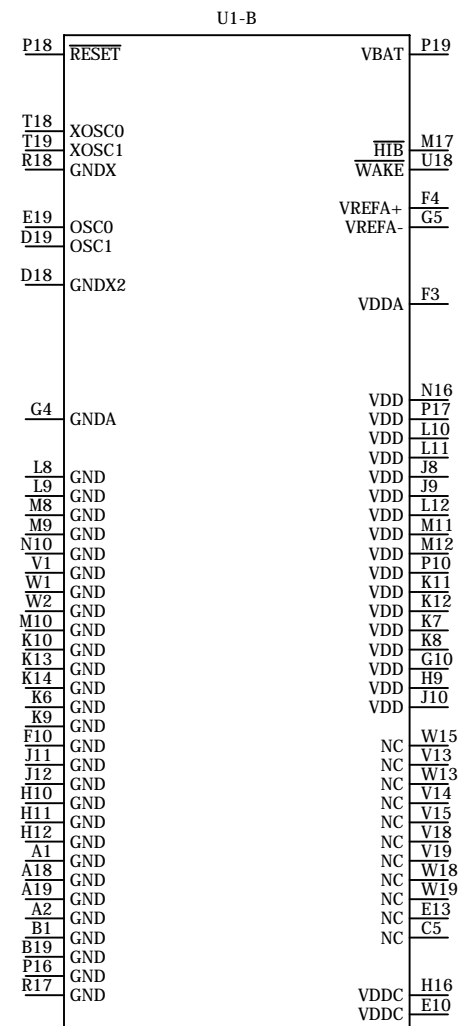 U1-B
P18 RESET VBAT P19
T18 XOSC0
T19 XOSC1 HIB M17
R18 GNDX WAKE U18
VREFA+ F4
E19 OSC0 VREFA- G5
D19 OSC1
D18 GNDX2
VDDA F3
VDD N16
G4 GNDA VDD P17
VDD L10
VDD L11
L8 GND VDD J8
L9 GND VDD J9
M8 GND VDD L12
M9 GND VDD M11
N10 GND VDD M12
V1 GND VDD P10
W1 GND VDD K11
W2 GND VDD K12
M10 GND VDD K7
K10 GND VDD K8
K13 GND VDD G10
K14 GND VDD H9
K6 GND VDD J10
K9 GND
F10 GND NC W15
J11 GND NC V13
J12 GND NC W13
H10 GND NC V14
H11 GND NC V15
H12 GND NC V18
A1 GND NC V19
A18 GND NC W18
A19 GND NC W19
A2 GND NC E13
B1 GND NC C5
B19 GND
P16 GND
R17 GND VDDC H16
VDDC E10